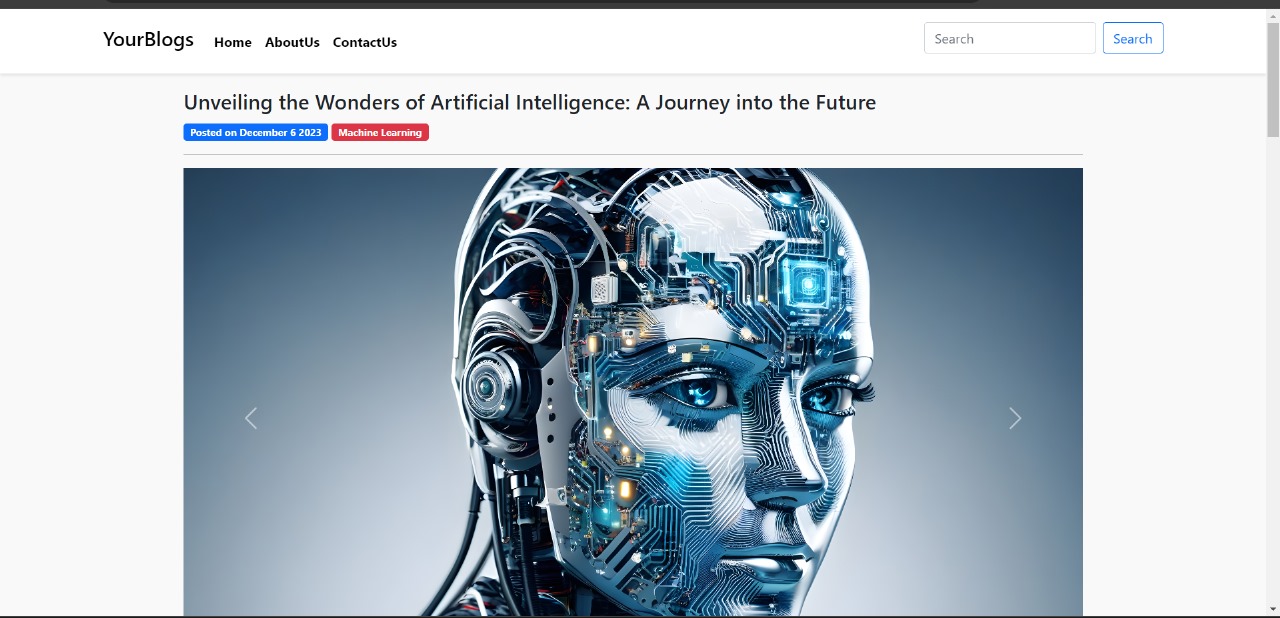 YourBlogs Home AboutUs ContactUs Search Search
Unveiling the Wonders of Artificial Intelligence: A Journey into the Future
Posted on December 6 2023 Machine Learning